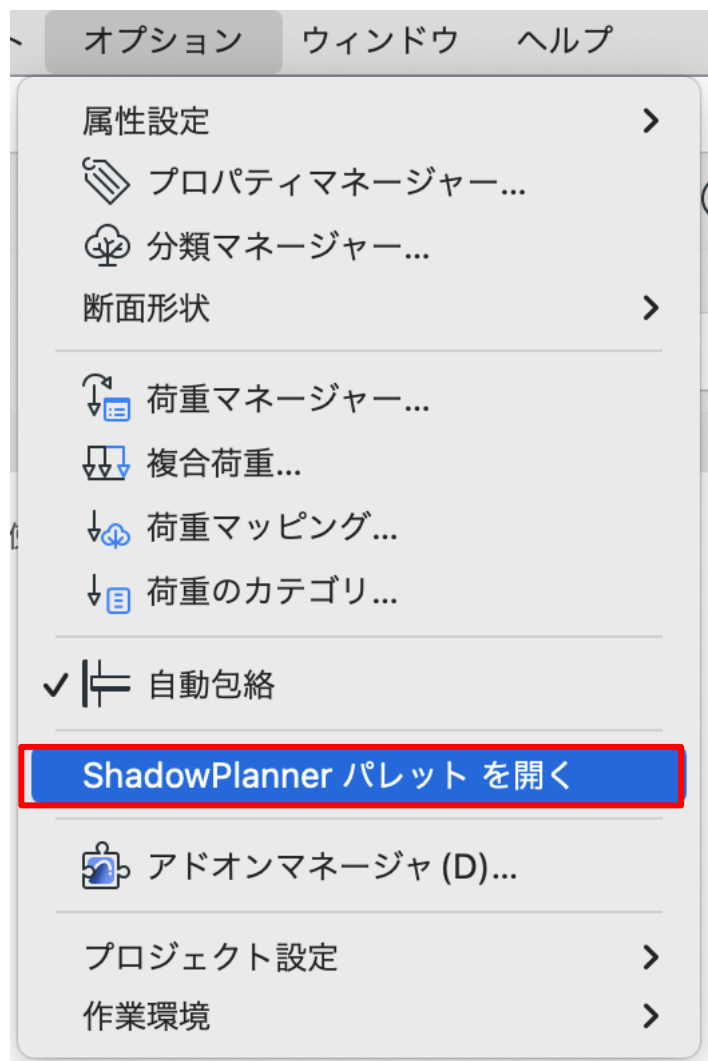 オプション ウィンドウ ヘルプ
属性設定
プロパティマネージャー...
分類マネージャー...
断面形状
荷重マネージャー...
複合荷重...
荷重マッピング...
荷重のカテゴリ...
自動包絡
ShadowPlanner パレット を開く
アドオンマネージャ (D)...
プロジェクト設定
作業環境